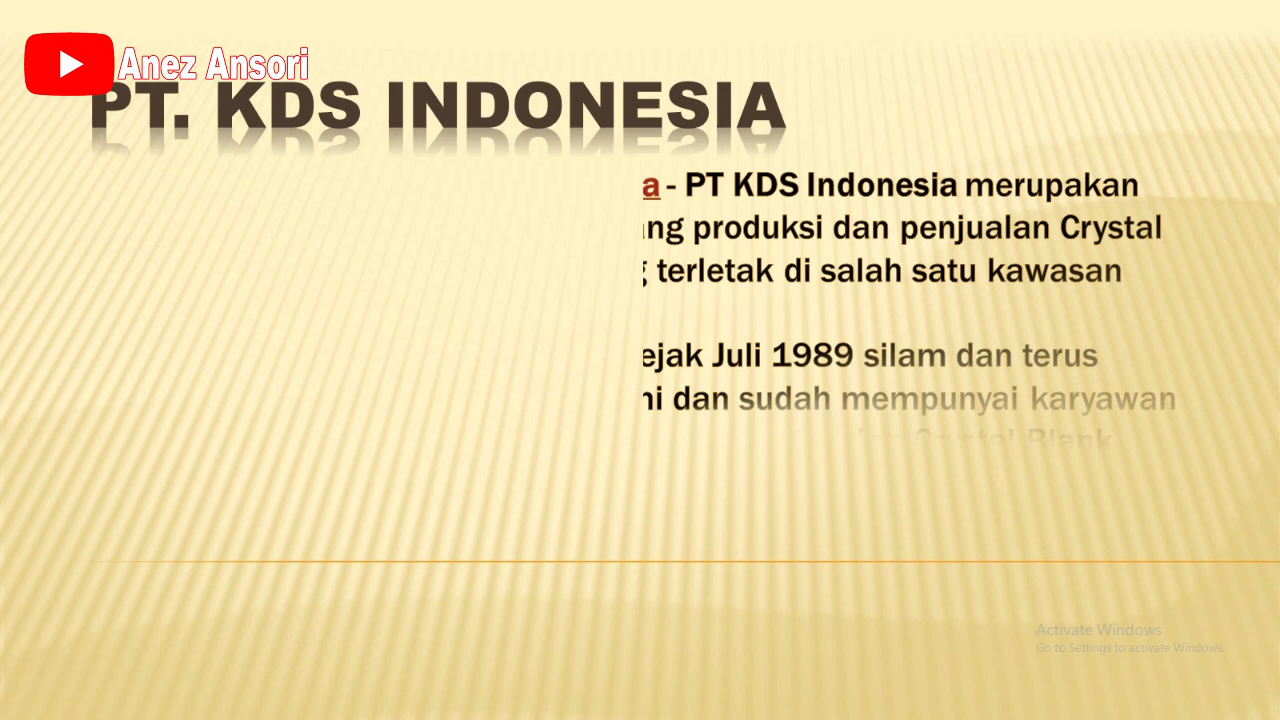 Anez Ansori
PT. KDS INDONESIA
a - PT KDS Indonesia merupakan
ng produksi dan penjualan Crystal
terletak di salah satu kawasan
ejak Juli 1989 silam dan terus
ni dan sudah mempunyai karyawan
Crystal Blank
Activate Windows
Go to Settings to activate Windows.